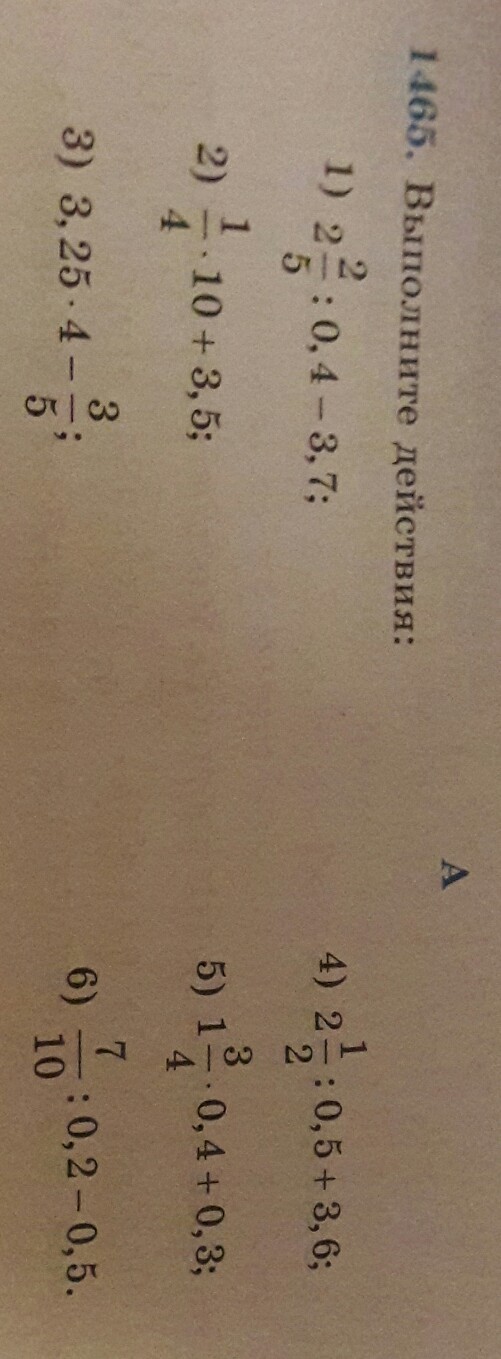 А
1465. Выполните действия:
1) 2 2/5 : 0,4 − 3,7;
2) 1/4 · 10 + 3,5;
3) 3,25 · 4 − 3/5;
4) 2 1/2 : 0,5 + 3,6;
5) 1 3/4 · 0,4 + 0,3;
6) 7/10 : 0,2 − 0,5.